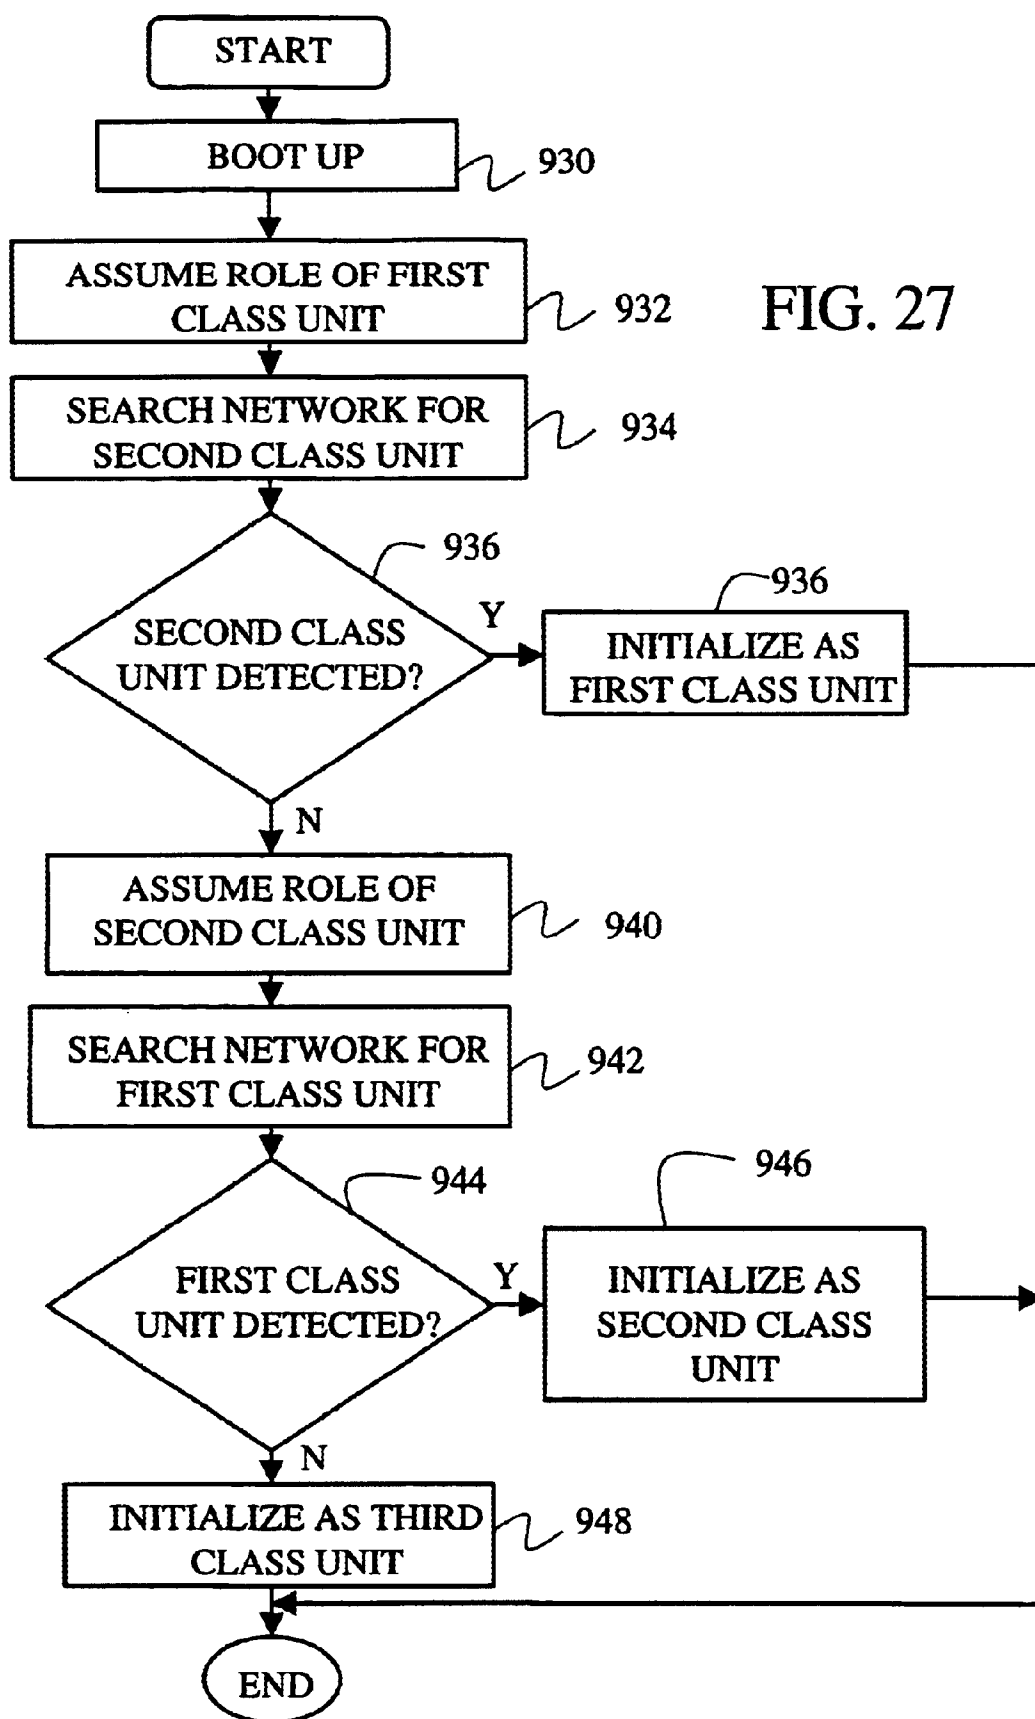 START
BOOT UP
930
ASSUME ROLE OF FIRST
CLASS UNIT
932
FIG. 27
SEARCH NETWORK FOR
SECOND CLASS UNIT
934
936
SECOND CLASS
UNIT DETECTED?
Y
936
INITIALIZE AS
FIRST CLASS UNIT
N
ASSUME ROLE OF
SECOND CLASS UNIT
940
SEARCH NETWORK FOR
FIRST CLASS UNIT
942
944
FIRST CLASS
UNIT DETECTED?
Y
946
INITIALIZE AS
SECOND CLASS
UNIT
N
INITIALIZE AS THIRD
CLASS UNIT
948
END